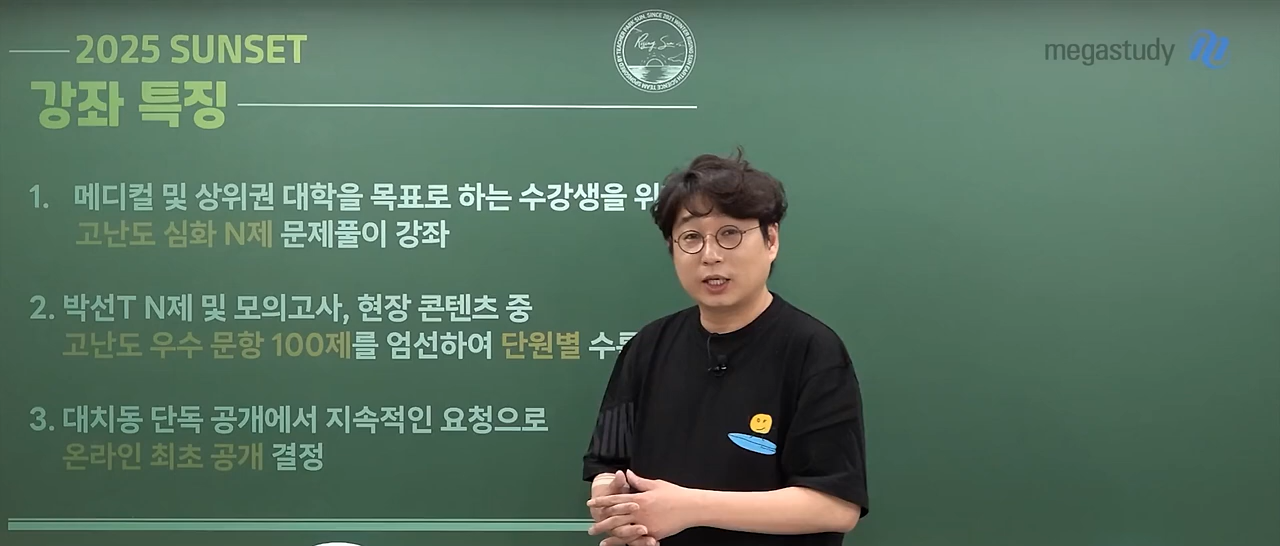 2025 SUNSET
강좌 특징
megastudy
1. 메디컬 및 상위권 대학을 목표로 하는 수강생을
고난도 심화 N제 문제풀이 강좌
2. 박선T N제 및 모의고사, 현장 콘텐츠 중
고난도 우수 문항 100제를 엄선하여 단원별
3. 대치동 단독 공개에서 지속적인 요청으로
온라인 최초 공개 결정